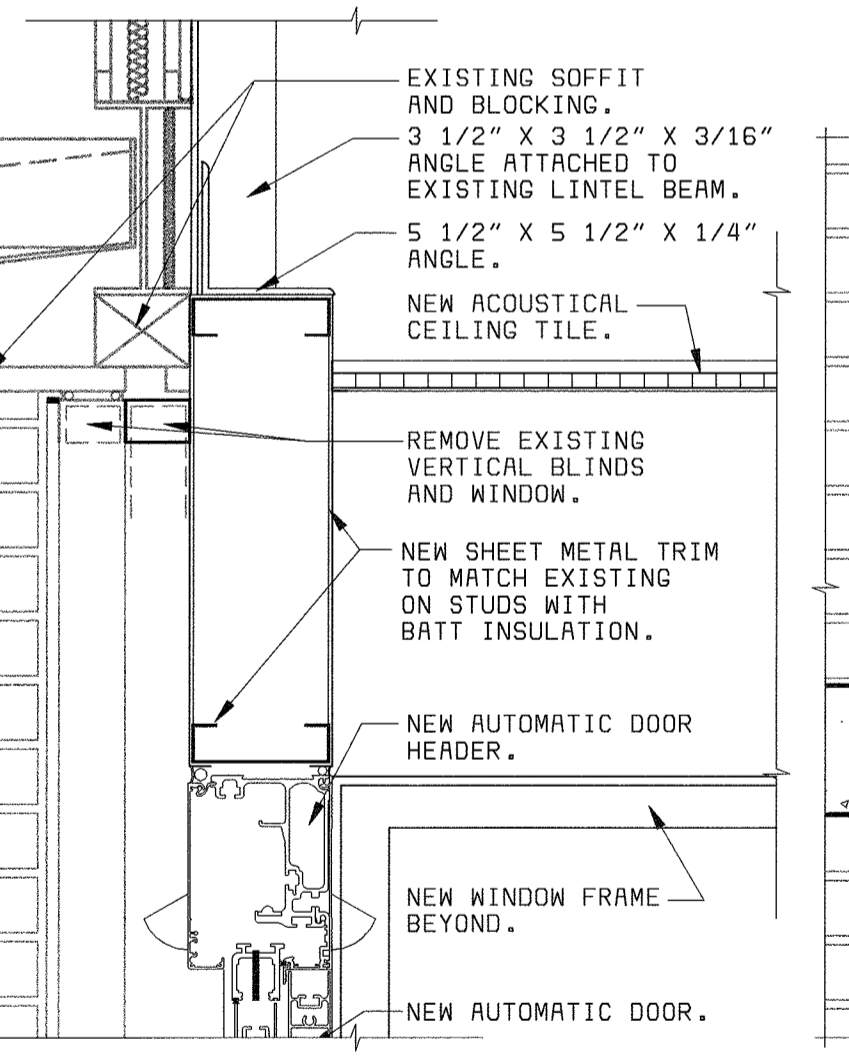 EXISTING SOFFIT
AND BLOCKING.
3 1/2" X 3 1/2" X 3/16"
ANGLE ATTACHED TO
EXISTING LINTEL BEAM.
5 1/2" X 5 1/2" X 1/4"
ANGLE.
NEW ACOUSTICAL
CEILING TILE.
REMOVE EXISTING
VERTICAL BLINDS
AND WINDOW.
NEW SHEET METAL TRIM
TO MATCH EXISTING
ON STUDS WITH
BATT INSULATION.
NEW AUTOMATIC DOOR
HEADER.
NEW WINDOW FRAME
BEYOND.
NEW AUTOMATIC DOOR.